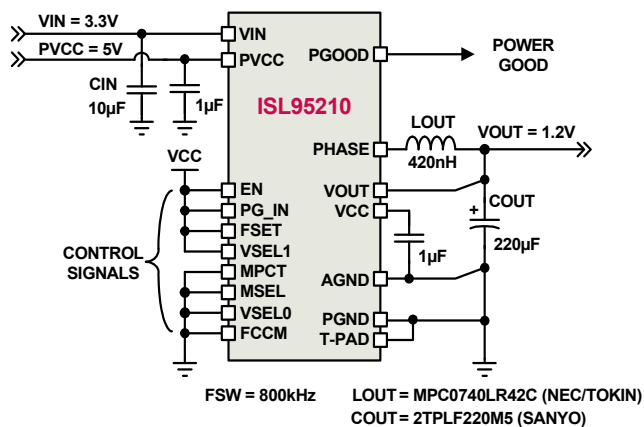 VIN = 3.3V
PVCC = 5V
CIN
10µF
1µF
VIN
PVCC
PGOOD
POWER
GOOD
ISL95210
PHASE
LOUT
420nH
VOUT = 1.2V
VCC
VOUT
VCC
1µF
COUT
+
220µF
CONTROL
SIGNALS
EN
PG_IN
FSET
VSEL1
MPCT
MSEL
VSEL0
FCCM
AGND
PGND
T-PAD
FSW = 800kHz
LOUT = MPC0740LR42C (NEC/TOKIN)
COUT = 2TPLF220M5 (SANYO)